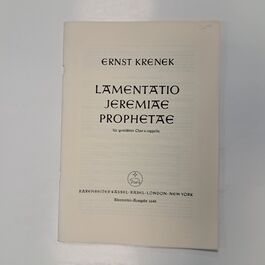 ERNST KRENEK
LAMENTATIO
JEREMIAE
PROPHETAE
für gemischten Chor a cappella
BÄRENREITER KASSEL · BASEL · LONDON · NEW YORK
Bärenreiter-Ausgabe